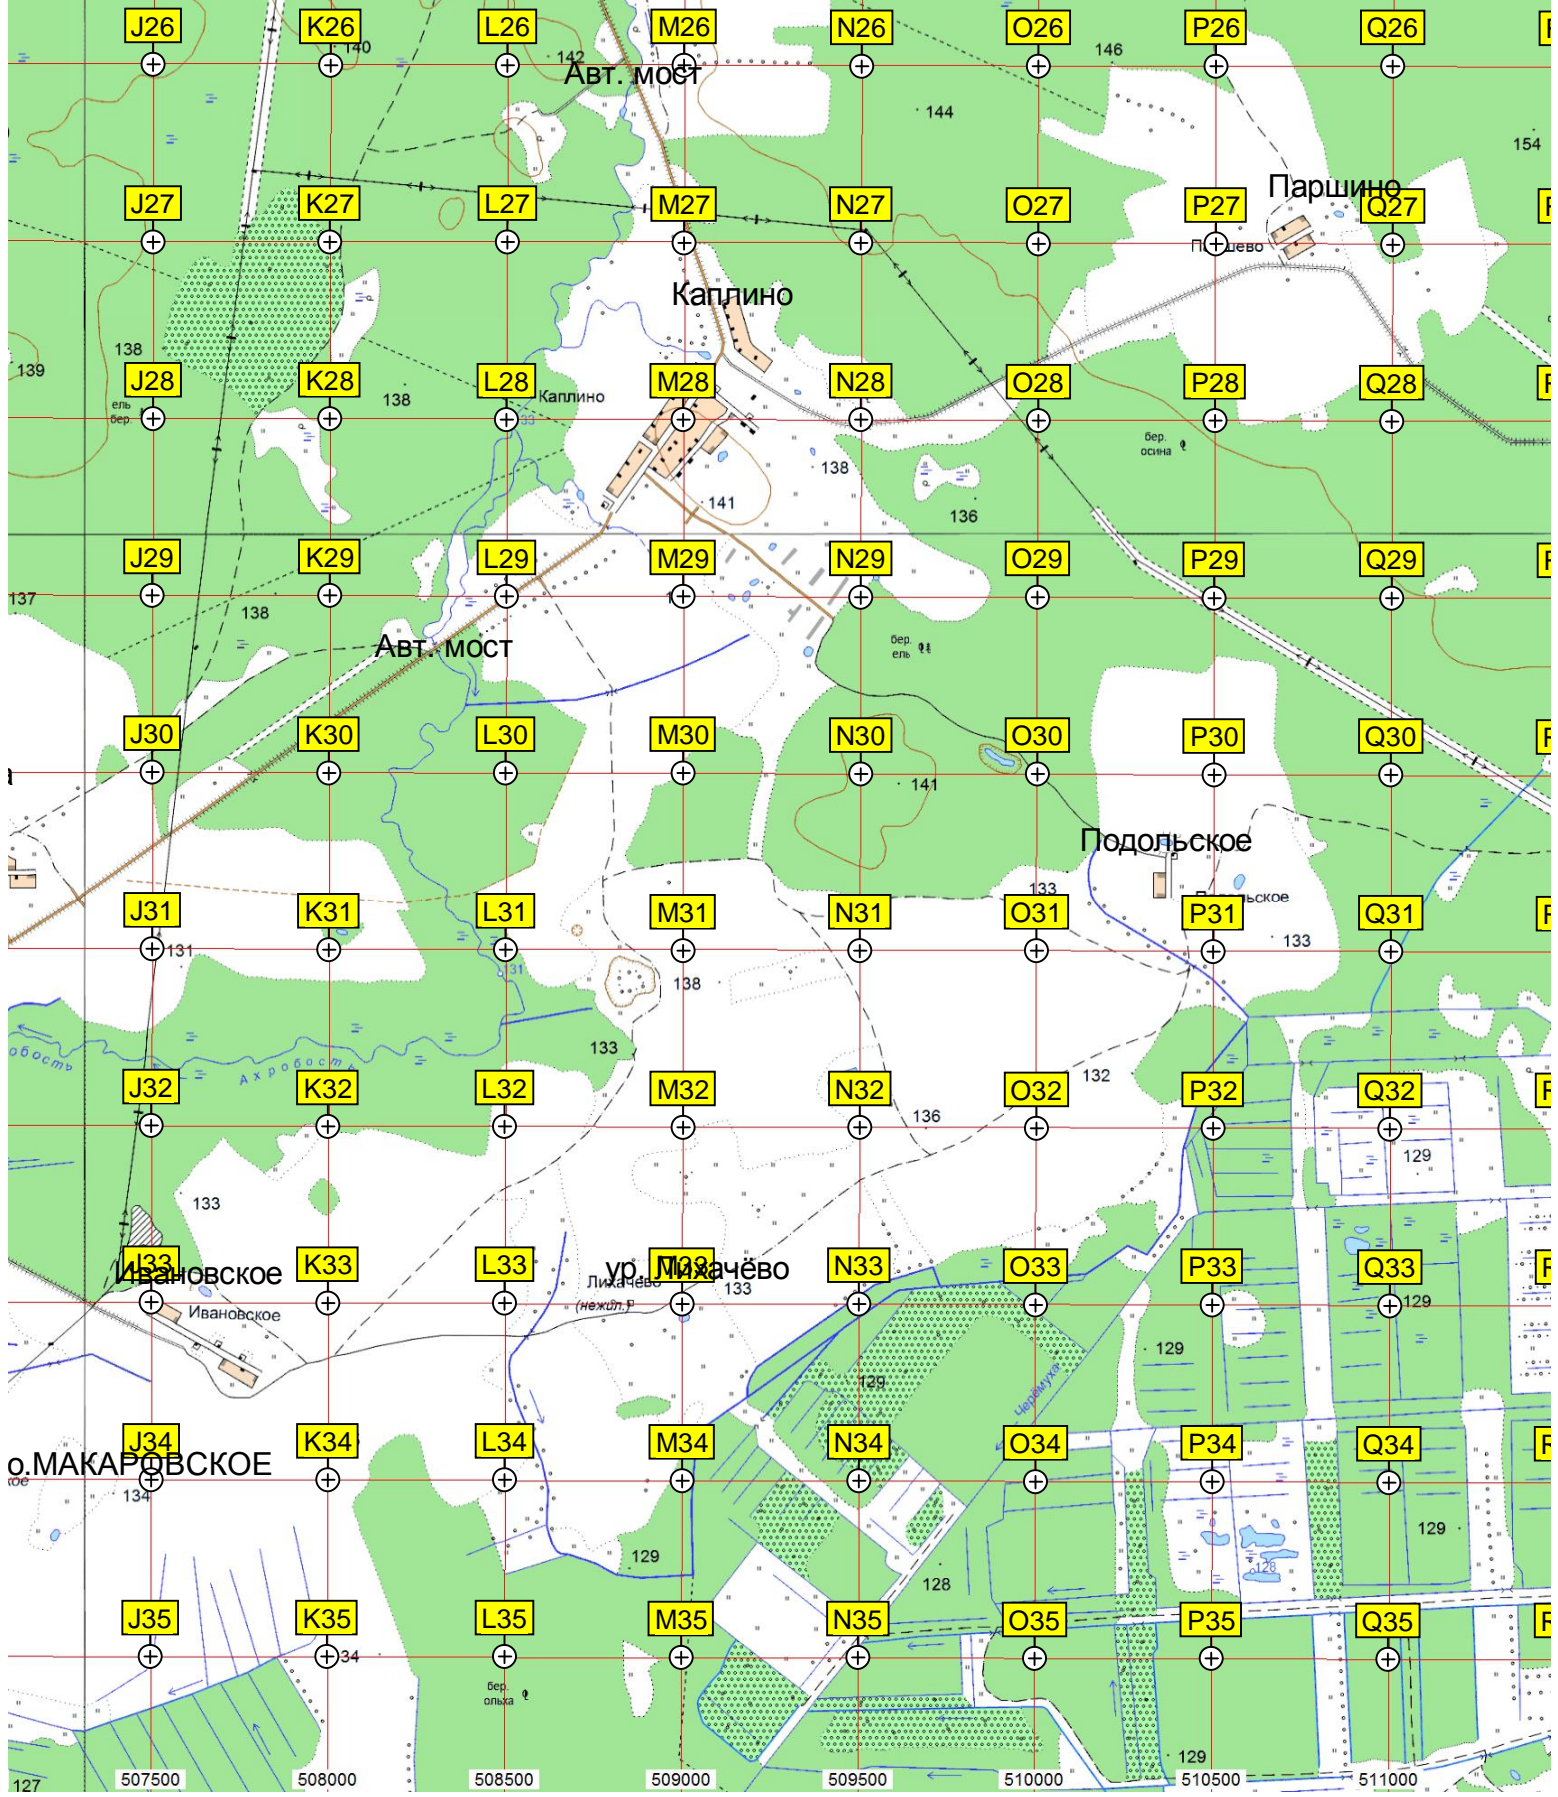 J26 K26 L26 M26 N26 O26 P26 Q26
140
142
146
Авт. мост
144
154
J27 K27 L27 M27 N27 O27 P27 Q27
Паршино
Каплино
138
139
J28 K28 L28 M28 N28 O28 P28 Q28
ель
бер.
138
Каплино
133
бер.
осина
138
141
136
J29 K29 L29 M29 N29 O29 P29 Q29
137
138
Авт. мост
бер.
ель
J30 K30 L30 M30 N30 O30 P30 Q30
141
Подольское
133
J31 K31 L31 M31 N31 O31 P31 Q31
131
131
133
138
Ахробость
133
132
J32 K32 L32 M32 N32 O32 P32 Q32
136
129
133
J33 K33 L33 M33 N33 O33 P33 Q33
Ивановское
ур. Лихачёво
Лихачево
(нежил.)
133
129
Ивановское
129
129
Черёмуха
J34 K34 L34 M34 N34 O34 P34 Q34
о.МАКАРОВСКОЕ
134
129
129
128
128
J35 K35 L35 M35 N35 O35 P35 Q35
бер.
ольха
129
127
507500 508000 508500 509000 509500 510000 510500 511000